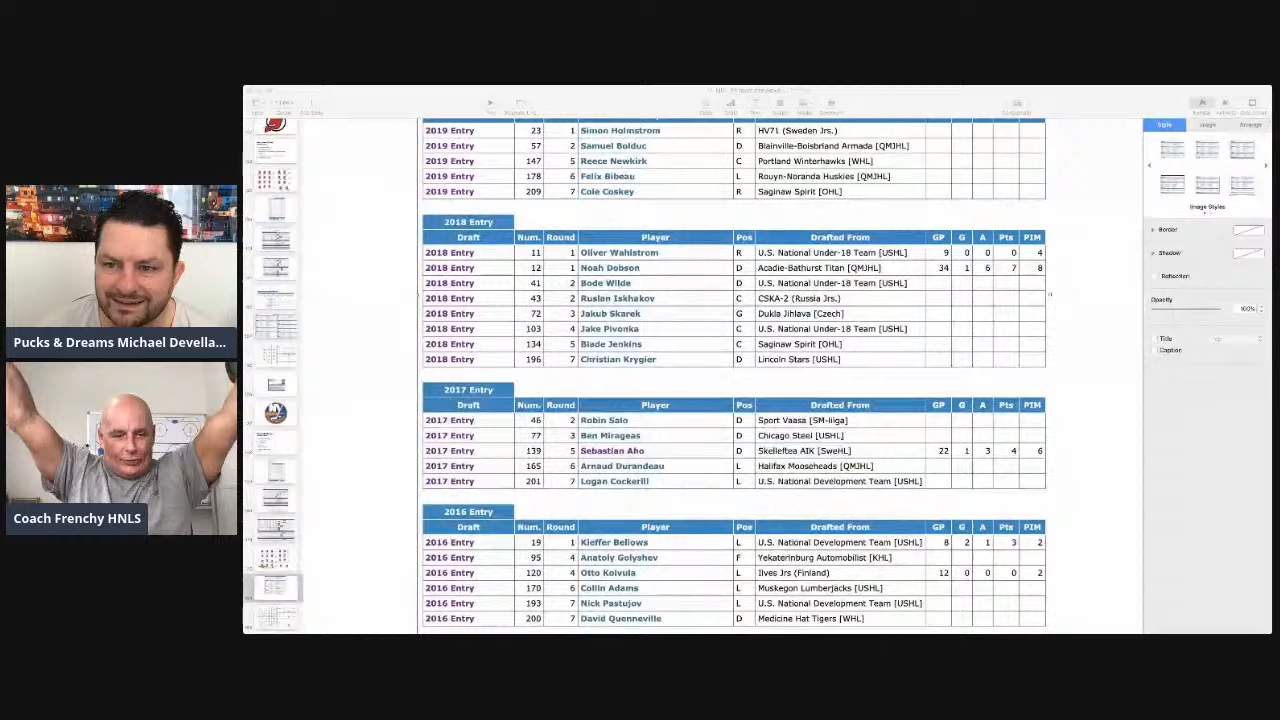 2019 Entry 23 1 Simon Holmstrom R HV71 (Sweden Jrs.)
2019 Entry 57 2 Samuel Bolduc D Blainville-Boisbriand Armada [QMJHL]
2019 Entry 147 5 Reece Newkirk C Portland Winterhawks [WHL]
2019 Entry 178 6 Felix Bibeau L Rouyn-Noranda Huskies [QMJHL]
2019 Entry 209 7 Cole Coskey R Saginaw Spirit [OHL]
2018 Entry
Draft Num. Round Player Pos Drafted From GP G A Pts PIM
2018 Entry 11 1 Oliver Wahlstrom R U.S. National Under-18 Team [USHL] 9 0 0 0 4
2018 Entry 12 1 Noah Dobson D Acadie-Bathurst Titan [QMJHL] 34 1 6 7 8
2018 Entry 41 2 Bode Wilde D U.S. National Under-18 Team [USHL]
2018 Entry 43 2 Ruslan Iskhakov C CSKA-2 (Russia Jrs.)
2018 Entry 72 3 Jakub Skarek G Dukla Jihlava [Czech]
2018 Entry 103 4 Jake Pivonka C U.S. National Under-18 Team [USHL]
2018 Entry 134 5 Blade Jenkins C Saginaw Spirit [OHL]
2018 Entry 196 7 Christian Krygier D Lincoln Stars [USHL]
2017 Entry
Draft Num. Round Player Pos Drafted From GP G A Pts PIM
2017 Entry 46 2 Robin Salo D Sport Vaasa [SM-liiga]
2017 Entry 77 3 Ben Mirageas D Chicago Steel [USHL]
2017 Entry 139 5 Sebastian Aho D Skelleftea AIK [SweHL] 22 1 3 4 6
2017 Entry 165 6 Arnaud Durandeau L Halifax Mooseheads [QMJHL]
2017 Entry 201 7 Logan Cockerill L U.S. National Development Team [USHL]
2016 Entry
Draft Num. Round Player Pos Drafted From GP G A Pts PIM
2016 Entry 19 1 Kieffer Bellows L U.S. National Development Team [USHL] 8 2 1 3 2
2016 Entry 95 4 Anatoly Golyshev F Yekaterinburg Automobilist [KHL]
2016 Entry 120 4 Otto Koivula L Ilves Jrs (Finland) 12 0 0 0 2
2016 Entry 170 6 Collin Adams L Muskegon Lumberjacks [USHL]
2016 Entry 193 7 Nick Pastujov L U.S. National Development Team [USHL]
2016 Entry 200 7 David Quenneville D Medicine Hat Tigers [WHL]
Style Image Arrange
Image Styles
Border
Shadow
Reflection
Opacity
100%
Title Top
Caption
Pucks & Dreams Michael Devella...
Coach Frenchy HNLS